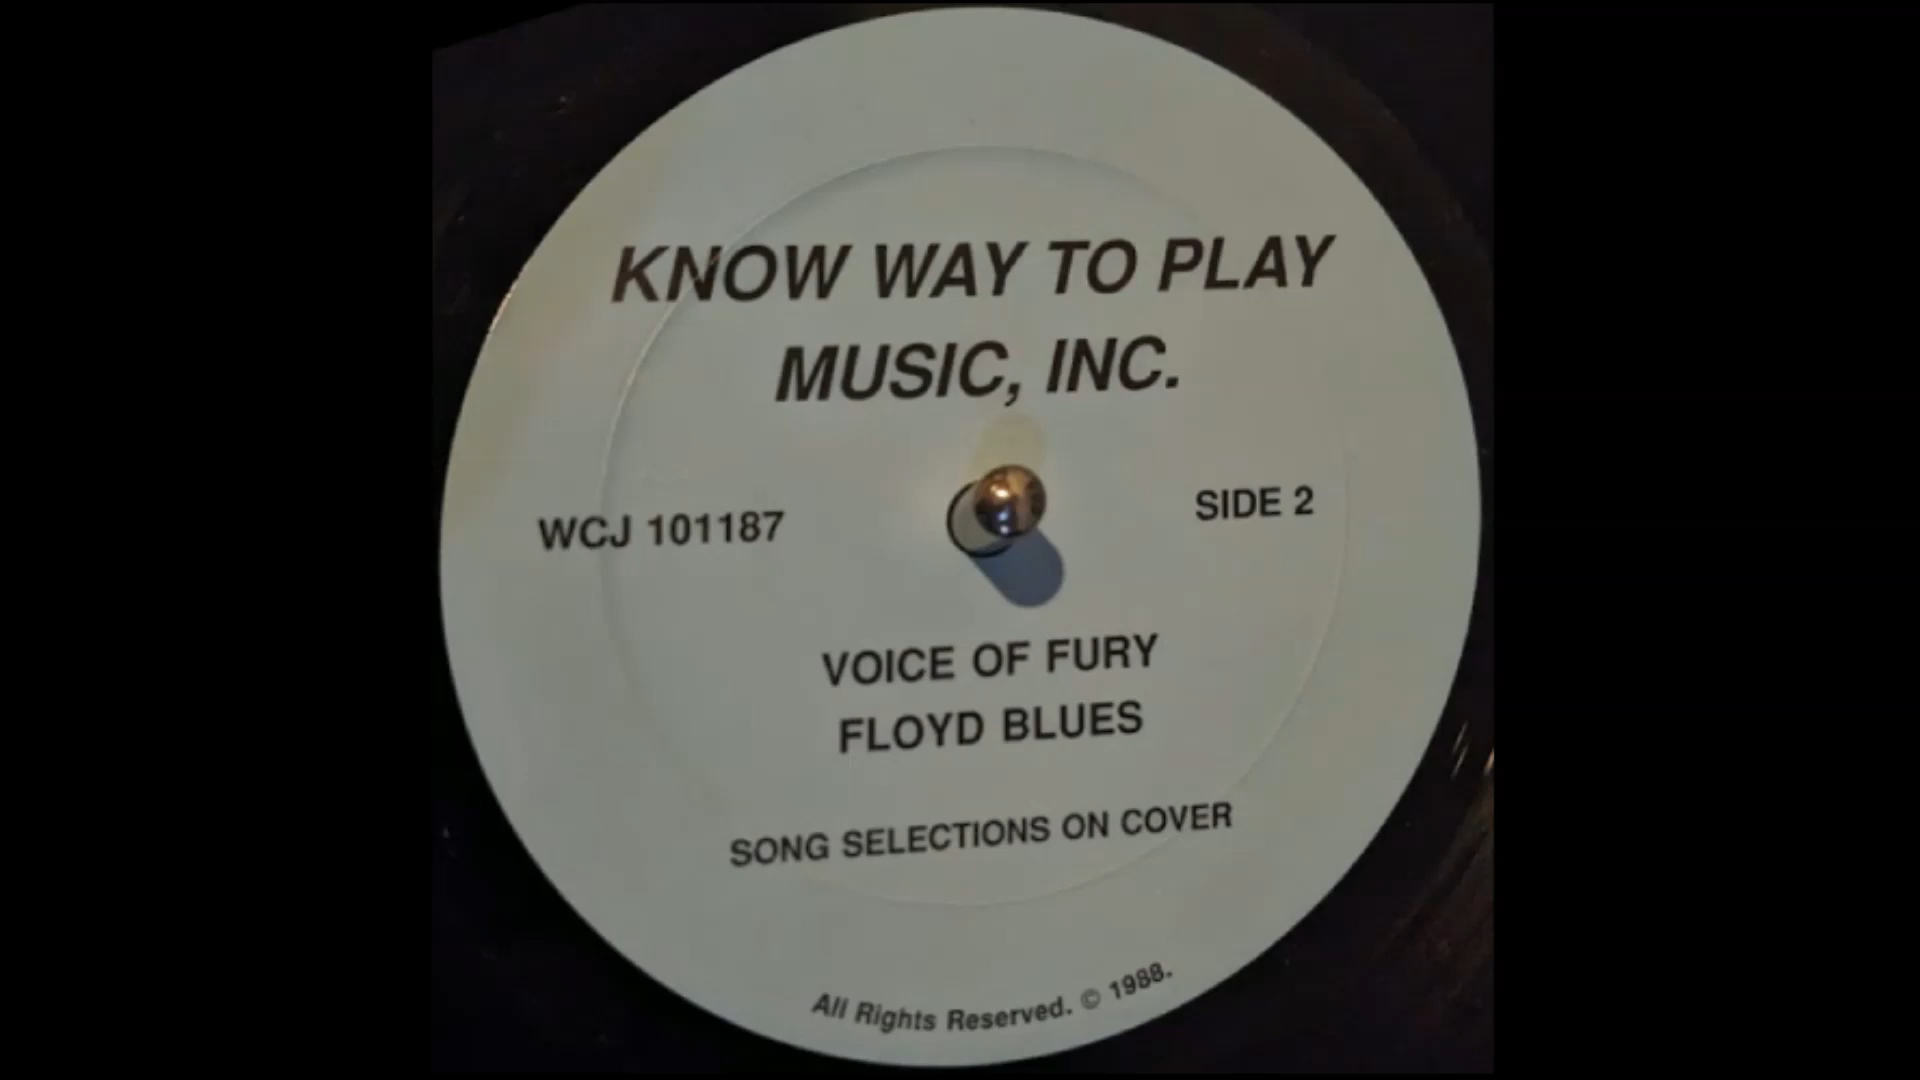 KNOW WAY TO PLAY
MUSIC, INC.
WCJ 101187
SIDE 2
VOICE OF FURY
FLOYD BLUES
SONG SELECTIONS ON COVER
All Rights Reserved. © 1988.